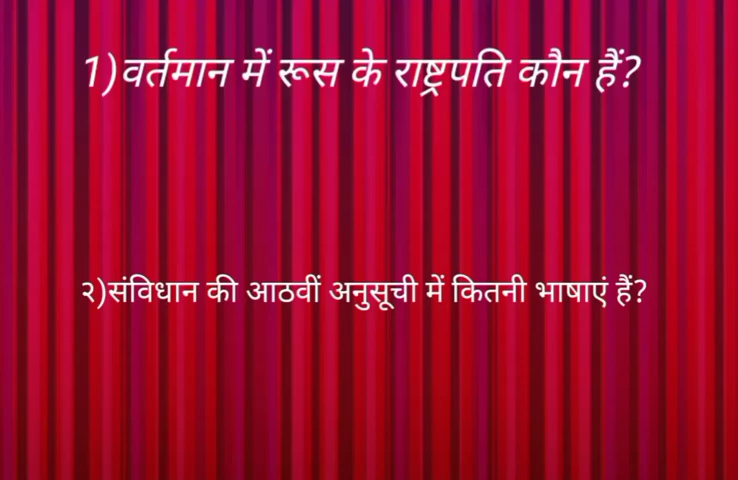 1)वर्तमान में रूस के राष्ट्रपति कौन हैं?
२)संविधान की आठवीं अनुसूची में कितनी भाषाएं हैं?